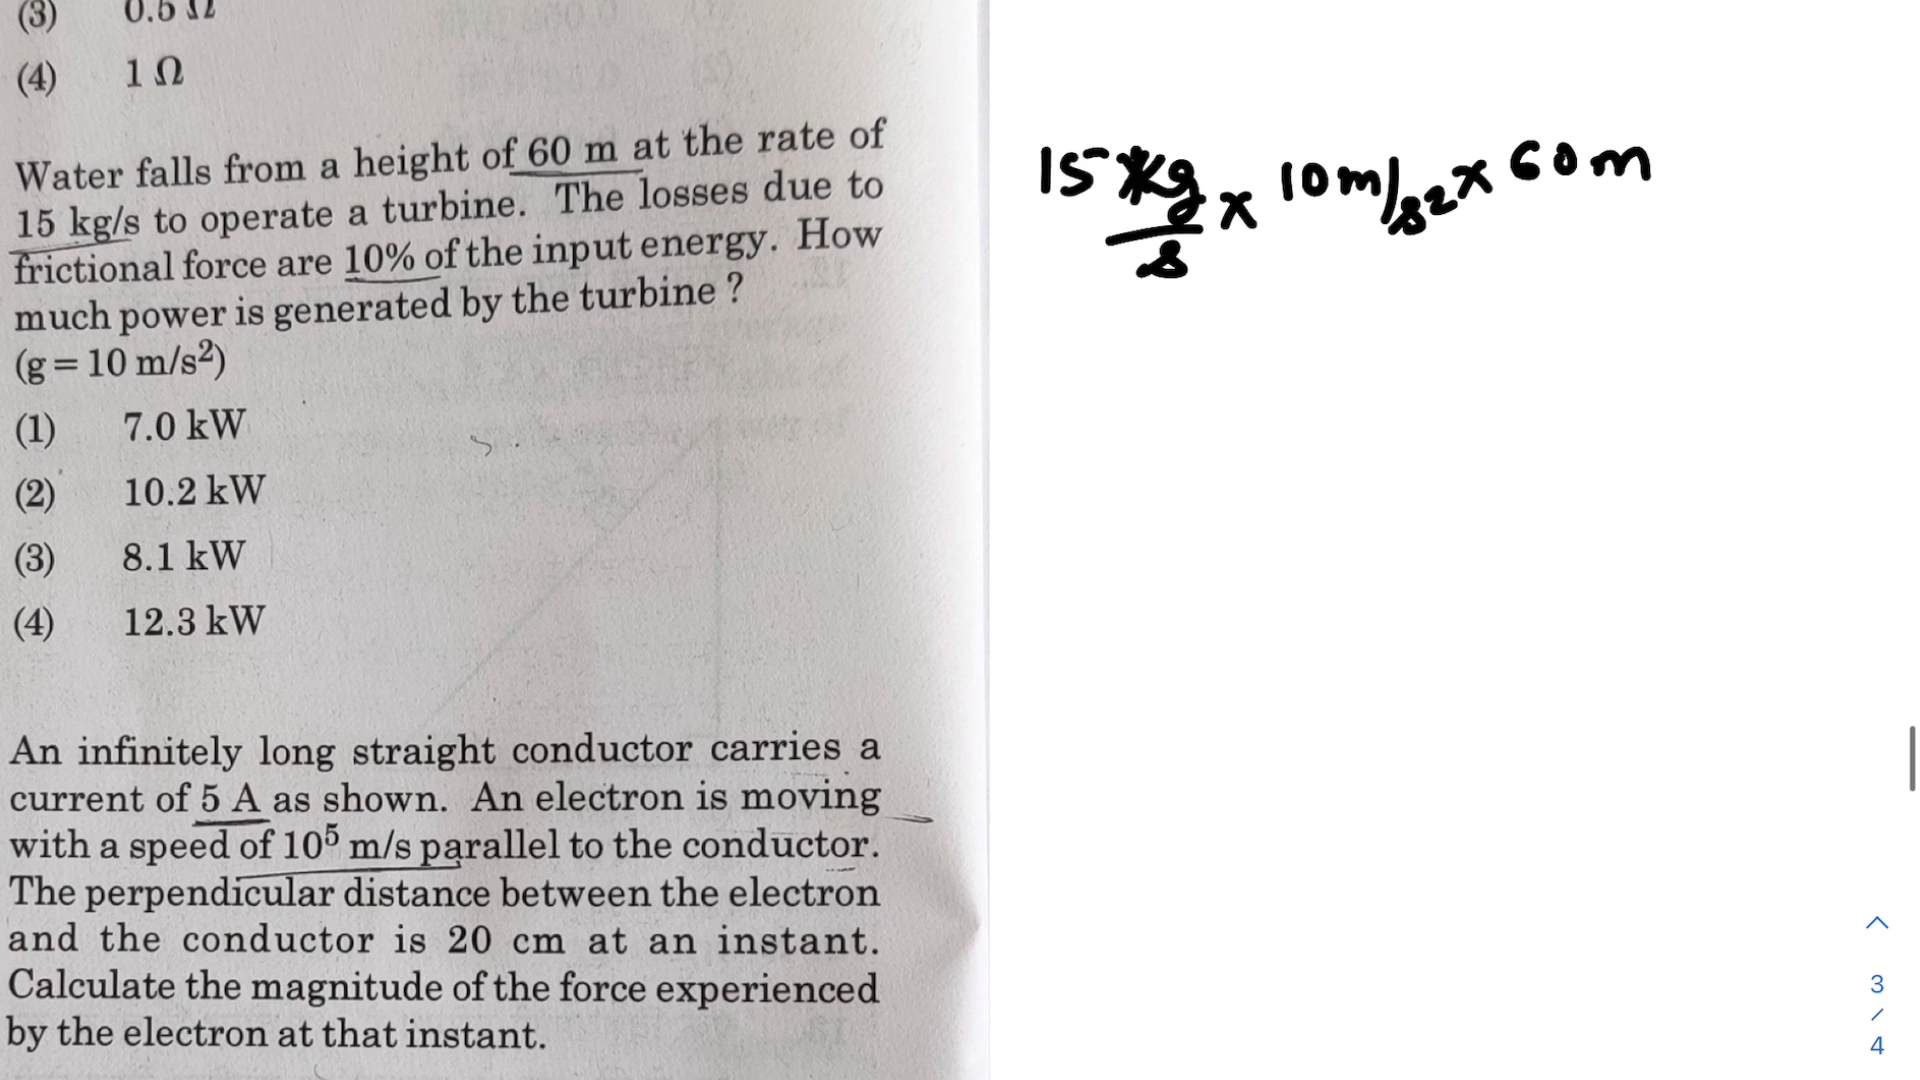 (3) 0.5 Ω
(4) 1 Ω
Water falls from a height of 60 m at the rate of
15 kg/s to operate a turbine. The losses due to
frictional force are 10% of the input energy. How
much power is generated by the turbine ?
(g = 10 m/s²)
(1) 7.0 kW
(2) 10.2 kW
(3) 8.1 kW
(4) 12.3 kW
An infinitely long straight conductor carries a
current of 5 A as shown. An electron is moving
with a speed of 10⁵ m/s parallel to the conductor.
The perpendicular distance between the electron
and the conductor is 20 cm at an instant.
Calculate the magnitude of the force experienced
by the electron at that instant.
15 kg/s x 10 m/s2 x 60 m
3
/
4